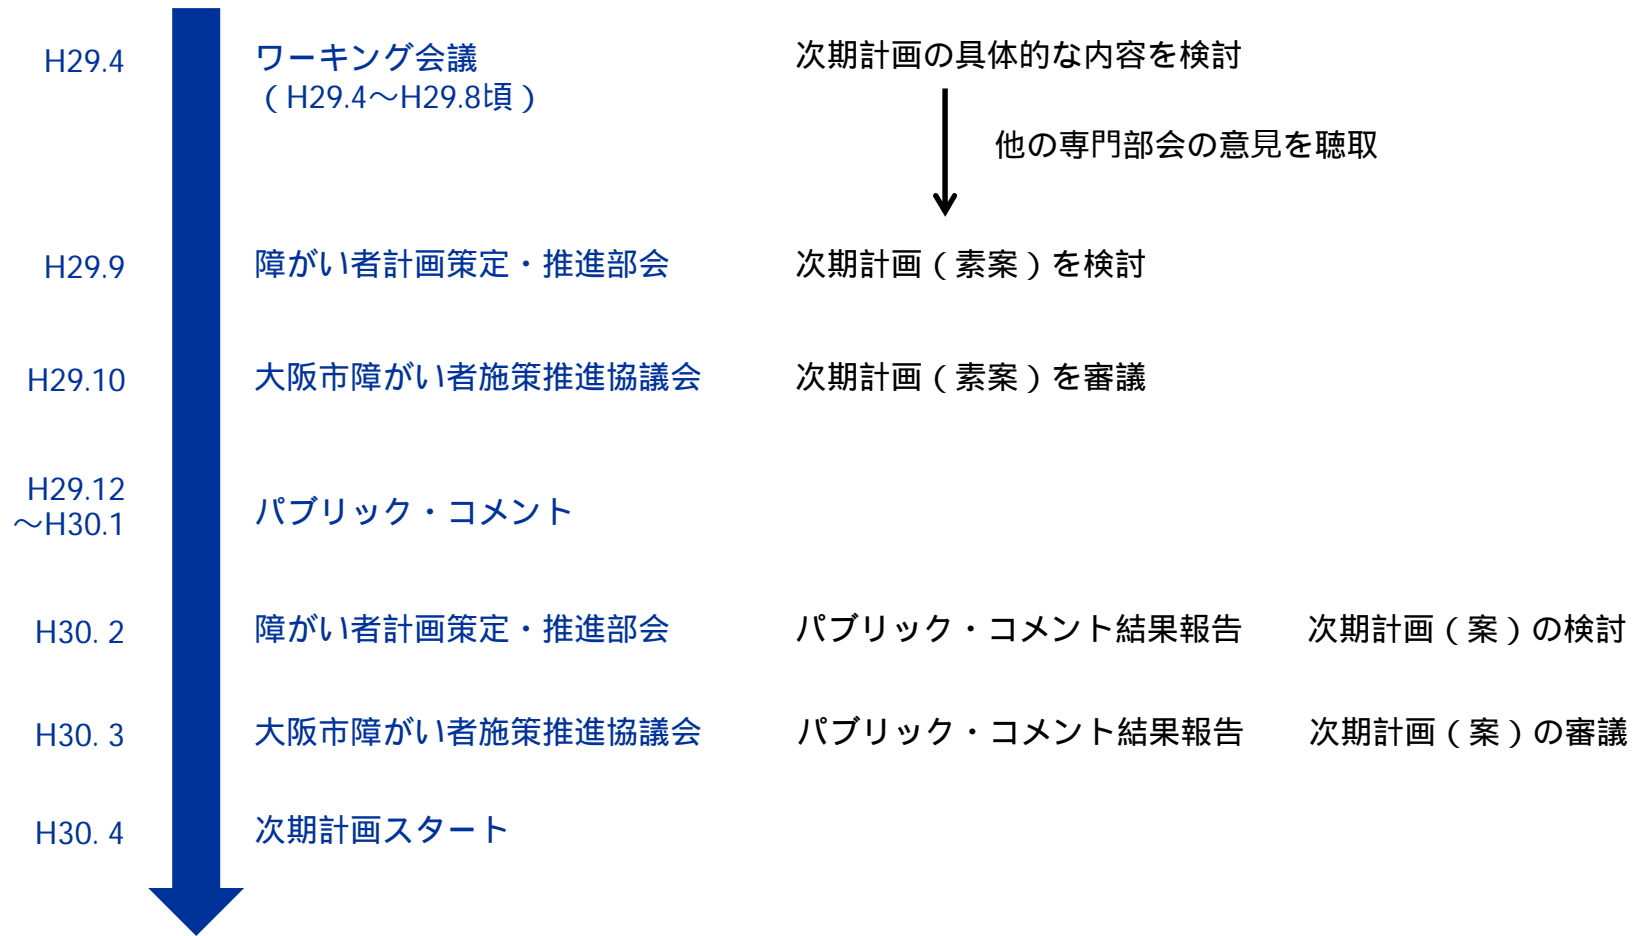 H29.4 ワーキング会議 次期計画の具体的な内容を検討
（H29.4～H29.8頃）
他の専門部会の意見を聴取
H29.9 障がい者計画策定・推進部会 次期計画（素案）を検討
H29.10 大阪市障がい者施策推進協議会 次期計画（素案）を審議
H29.12
～H30.1 パブリック・コメント
H30. 2 障がい者計画策定・推進部会 パブリック・コメント結果報告 次期計画（案）の検討
H30. 3 大阪市障がい者施策推進協議会 パブリック・コメント結果報告 次期計画（案）の審議
H30. 4 次期計画スタート